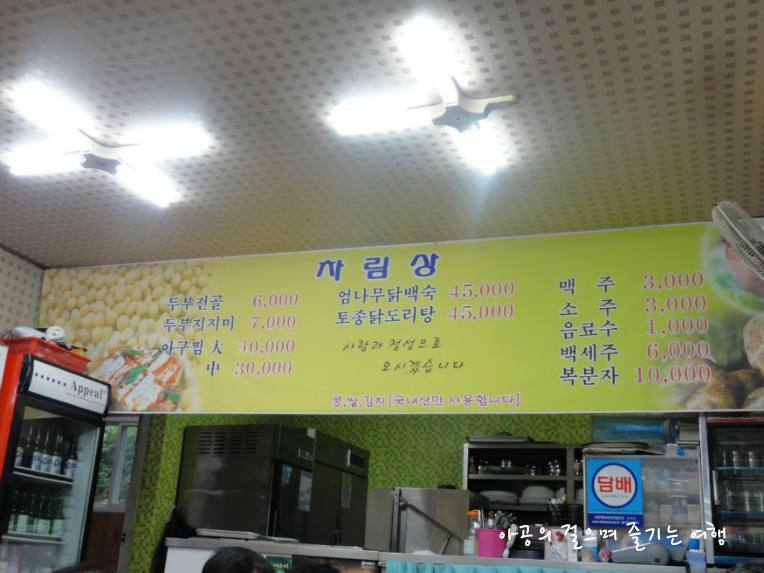 차림상
두부전골 6,000
두부지지미 7,000
아구찜 大 40,000
中 30,000
엄나무닭백숙 45,000
토종닭도리탕 45,000
사랑과 정성으로
모시겠습니다
맥주 3,000
소주 3,000
음료수 1,000
백세주 6,000
복분자 10,000
콩,쌀,김치[국내산만 사용합니다]
Appeal
담배
아공의 걸으며 즐기는 여행